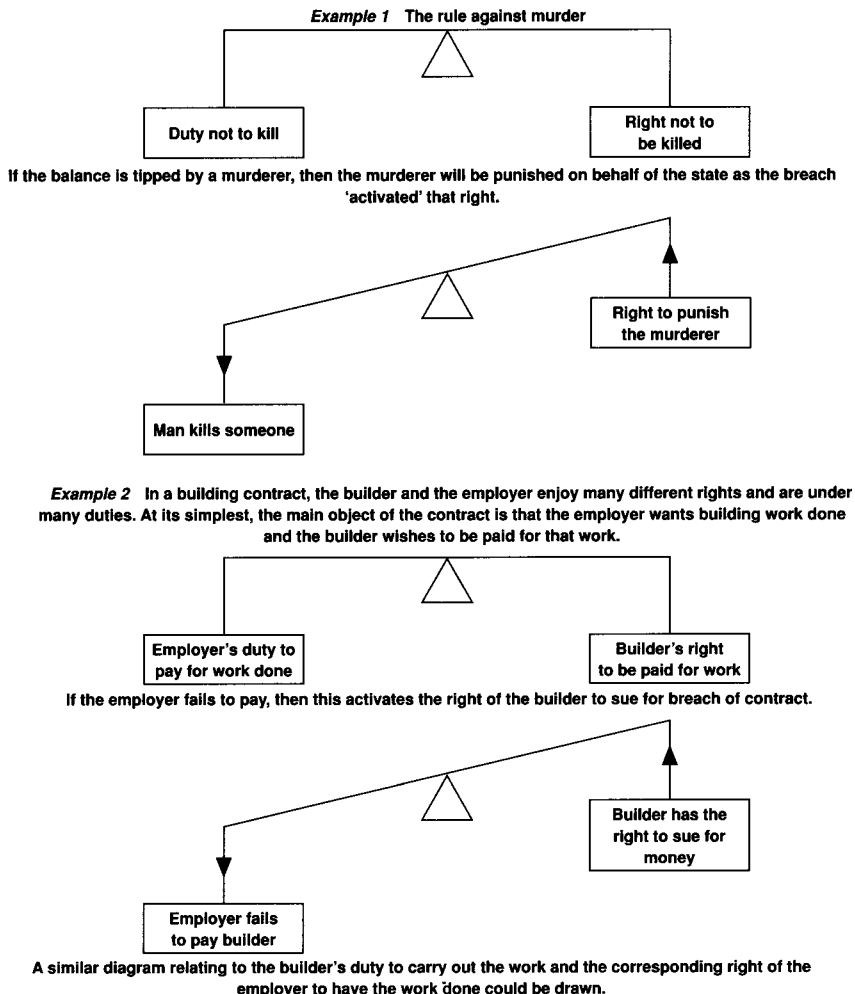 Example 1 The rule against murder
Duty not to kill
Right not to
be killed
If the balance is tipped by a murderer, then the murderer will be punished on behalf of the state as the breach
‘activated’ that right.
Right to punish
the murderer
Man kills someone
Example 2 In a building contract, the builder and the employer enjoy many different rights and are under
many duties. At its simplest, the main object of the contract is that the employer wants building work done
and the builder wishes to be paid for that work.
Employer’s duty to
pay for work done
Builder’s right
to be paid for work
If the employer fails to pay, then this activates the right of the builder to sue for breach of contract.
Builder has the
right to sue for
money
Employer fails
to pay builder
A similar diagram relating to the builder’s duty to carry out the work and the corresponding right of the
employer to have the work done could be drawn.